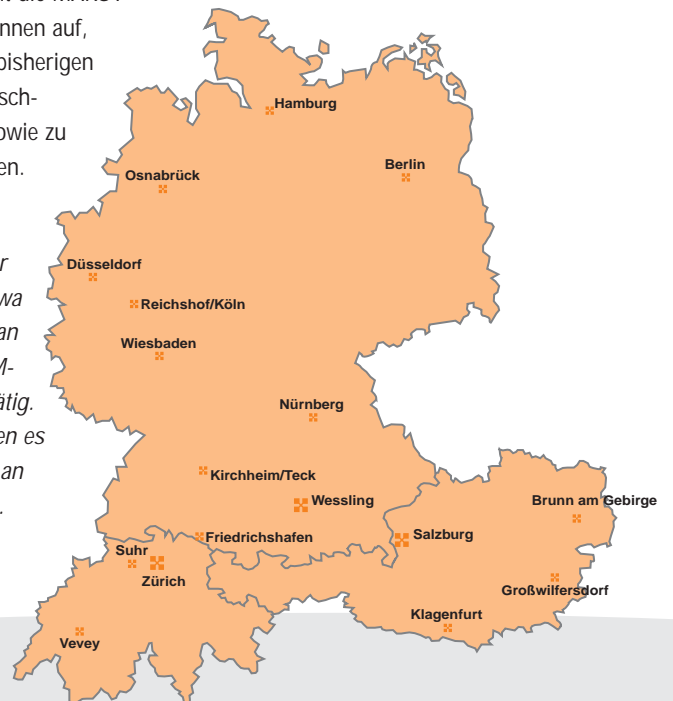 nnen auf,
bisherigen
sch-
owie zu
en.
r
wa
an
M-
ätig.
en es
an
.
Hamburg
Berlin
Osnabrück
Düsseldorf
Reichshof/Köln
Wiesbaden
Nürnberg
Kirchheim/Teck
Wessling
Brunn am Gebirge
Friedrichshafen
Salzburg
Suhr
Zürich
Großwilfersdorf
Klagenfurt
Vevey